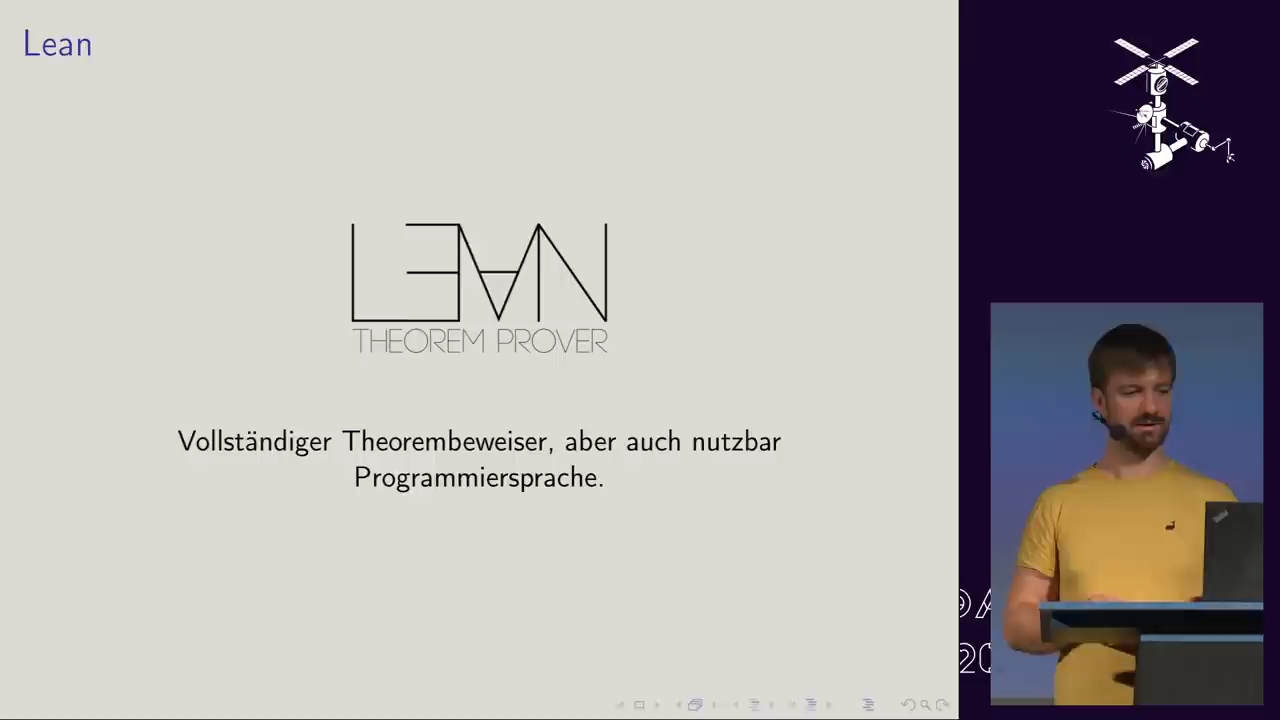 Lean
LEAN
THEOREM PROVER
Vollständiger Theorembeweiser, aber auch nutzbar
Programmiersprache.